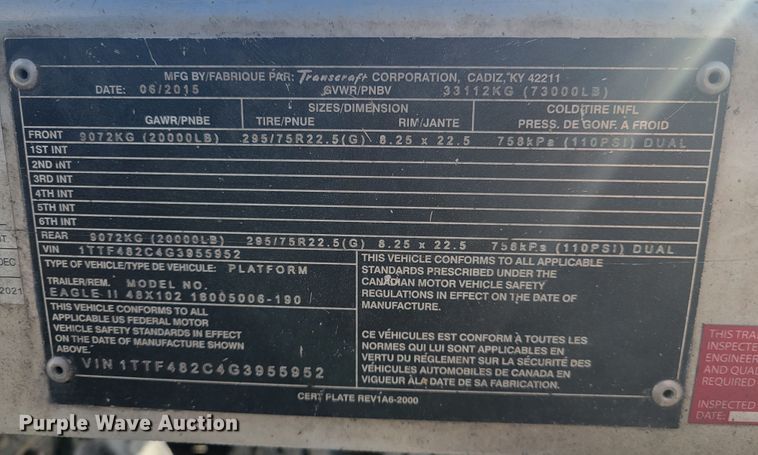 MFG BY/FABRIQUE PAR: Transcraft CORPORATION, CADIZ, KY 42211
DATE: 06/2015 GVWR/PNBV 33112KG (73000LB)
GAWR/PNBE SIZES/DIMENSION COLD TIRE INFL
TIRE/PNUE RIM/JANTE PRESS. DE GONF. A FROID
FRONT 9072KG (20000LB) 295/75R22.5(G) 8.25 x 22.5 758kPa (110PSI) DUAL
1ST INT
2ND INT
3RD INT
4TH INT
5TH INT
6TH INT
REAR 9072KG (20000LB) 295/75R22.5(G) 8.25 x 22.5 758kPa (110PSI) DUAL
VIN 1TTF482C4G3955952
TYPE OF VEHICLE/TYPE DE VÉHICULE: PLATFORM
TRAILER/REM. MODEL NO.
EAGLE II 48X102 16005006-190
THIS VEHICLE CONFORMS TO ALL
APPLICABLE US FEDERAL MOTOR
VEHICLE SAFETY STANDARDS IN EFFECT
ON THE DATE OF MANUFACTURE SHOWN
ABOVE.
VIN 1TTF482C4G3955952
THIS VEHICLE CONFORMS TO ALL APPLICABLE
STANDARDS PRESCRIBED UNDER THE
CANADIAN MOTOR VEHICLE SAFETY
REGULATIONS IN EFFECT ON THE DATE OF
MANUFACTURE.
CE VÉHICULES EST CONFORM À TOUTES LES
NORMES QUI LUI SONT APPLICABLES EN
VERTU DU RÉGLEMENT SUR LA SÉCURITÉ DES
VÉHICULES AUTOMOBILES DE CANADA EN
VIGUEUR ÀLA DATE DE SA FABRICATION.
CERT PLATE REV1A6-2000
DEC
2021
THIS TRA
INSPECTE
ENGINEER
AND QUAL
REQUIRED
INSPECTED
DATE:
Purple Wave Auction